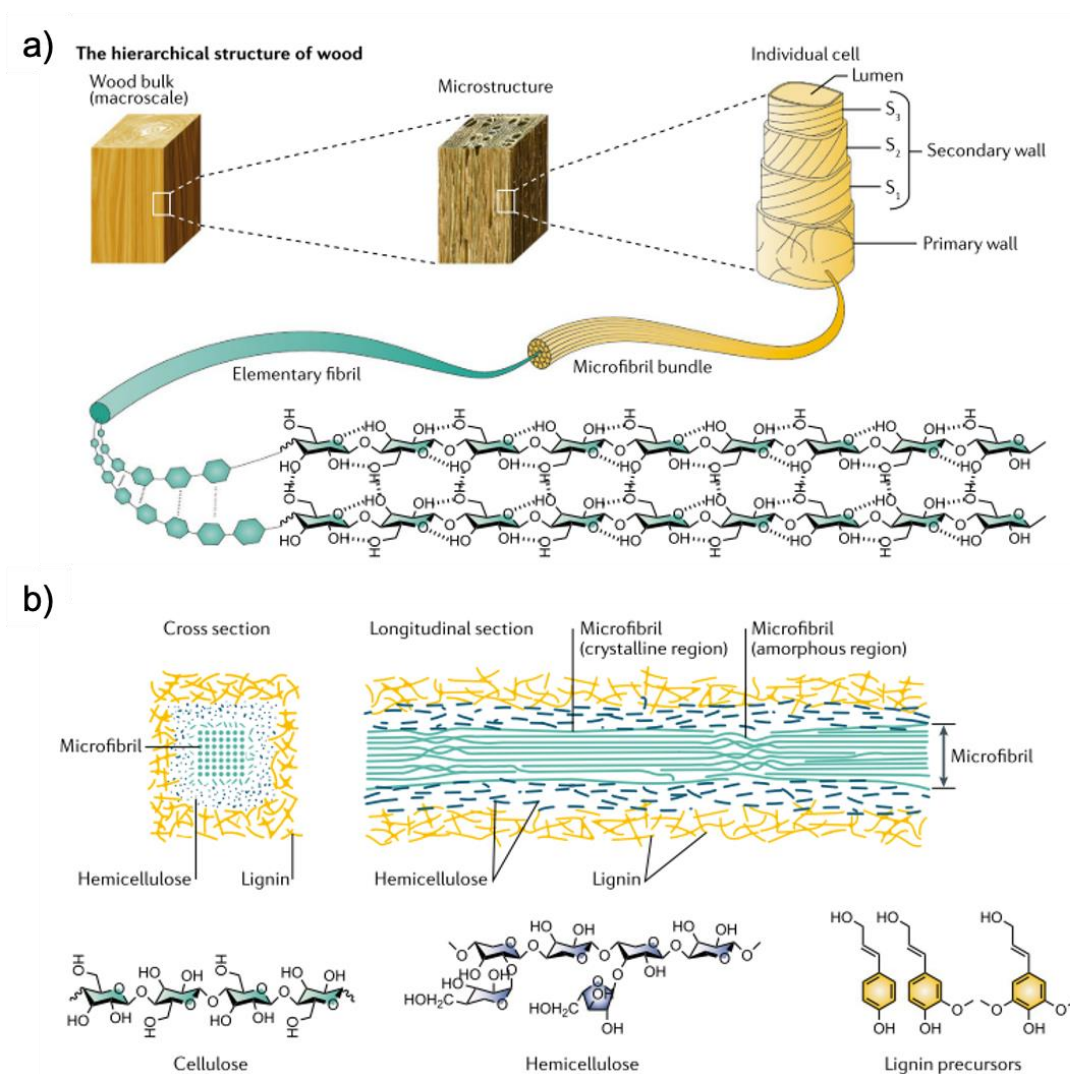 a)
The hierarchical structure of wood
Wood bulk
(macroscale)
Microstructure
Individual cell
Lumen
S3
S2
S1
Secondary wall
Primary wall
Elementary fibril
Microfibril bundle
b)
Cross section
Longitudinal section
Microfibril
(crystalline region)
Microfibril
(amorphous region)
Microfibril
Microfibril
Hemicellulose
Lignin
Hemicellulose
Lignin
Cellulose
Hemicellulose
Lignin precursors